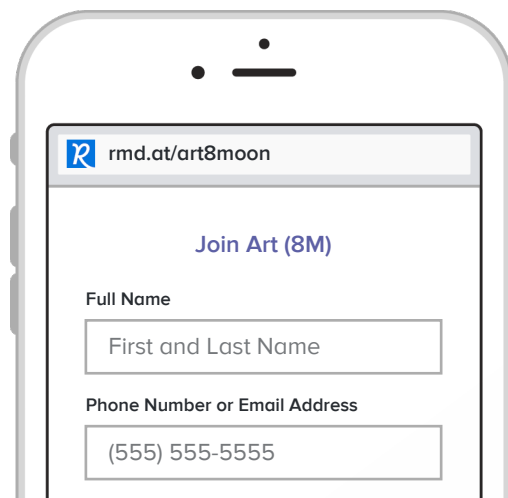 rmd.at/art8moon
Join Art (8M)
Full Name
First and Last Name
Phone Number or Email Address
(555) 555-5555